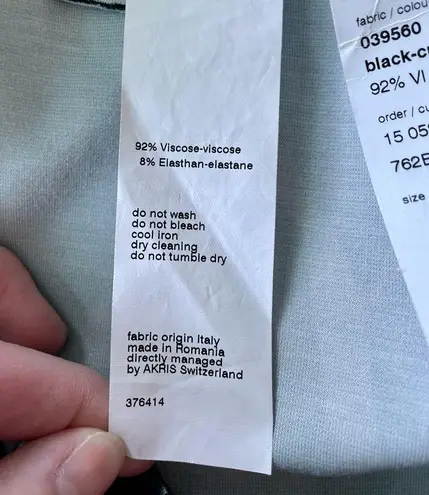 92% Viscose-viscose
8% Elasthan-elastane
do not wash
do not bleach
cool iron
dry cleaning
do not tumble dry
fabric origin Italy
made in Romania
directly managed
by AKRIS Switzerland
376414
fabric / colou
039560
black-c
92% VI
order / cu
15 05
762
size